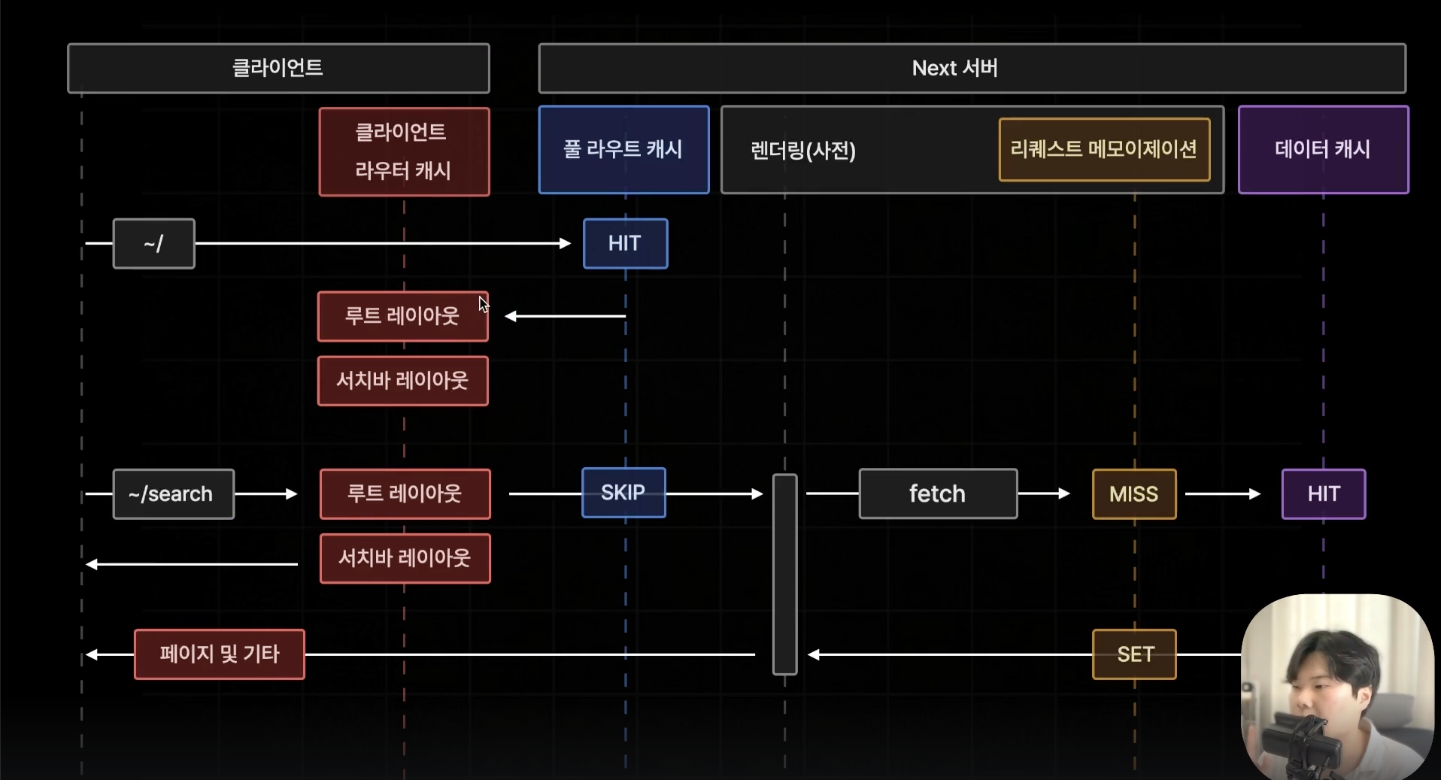 클라이언트
Next 서버
클라이언트
라우터 캐시
풀 라우트 캐시
렌더링(사전)
리퀘스트 메모이제이션
데이터 캐시
~/
HIT
루트 레이아웃
서치바 레이아웃
~/search
루트 레이아웃
SKIP
fetch
MISS
HIT
서치바 레이아웃
페이지 및 기타
SET